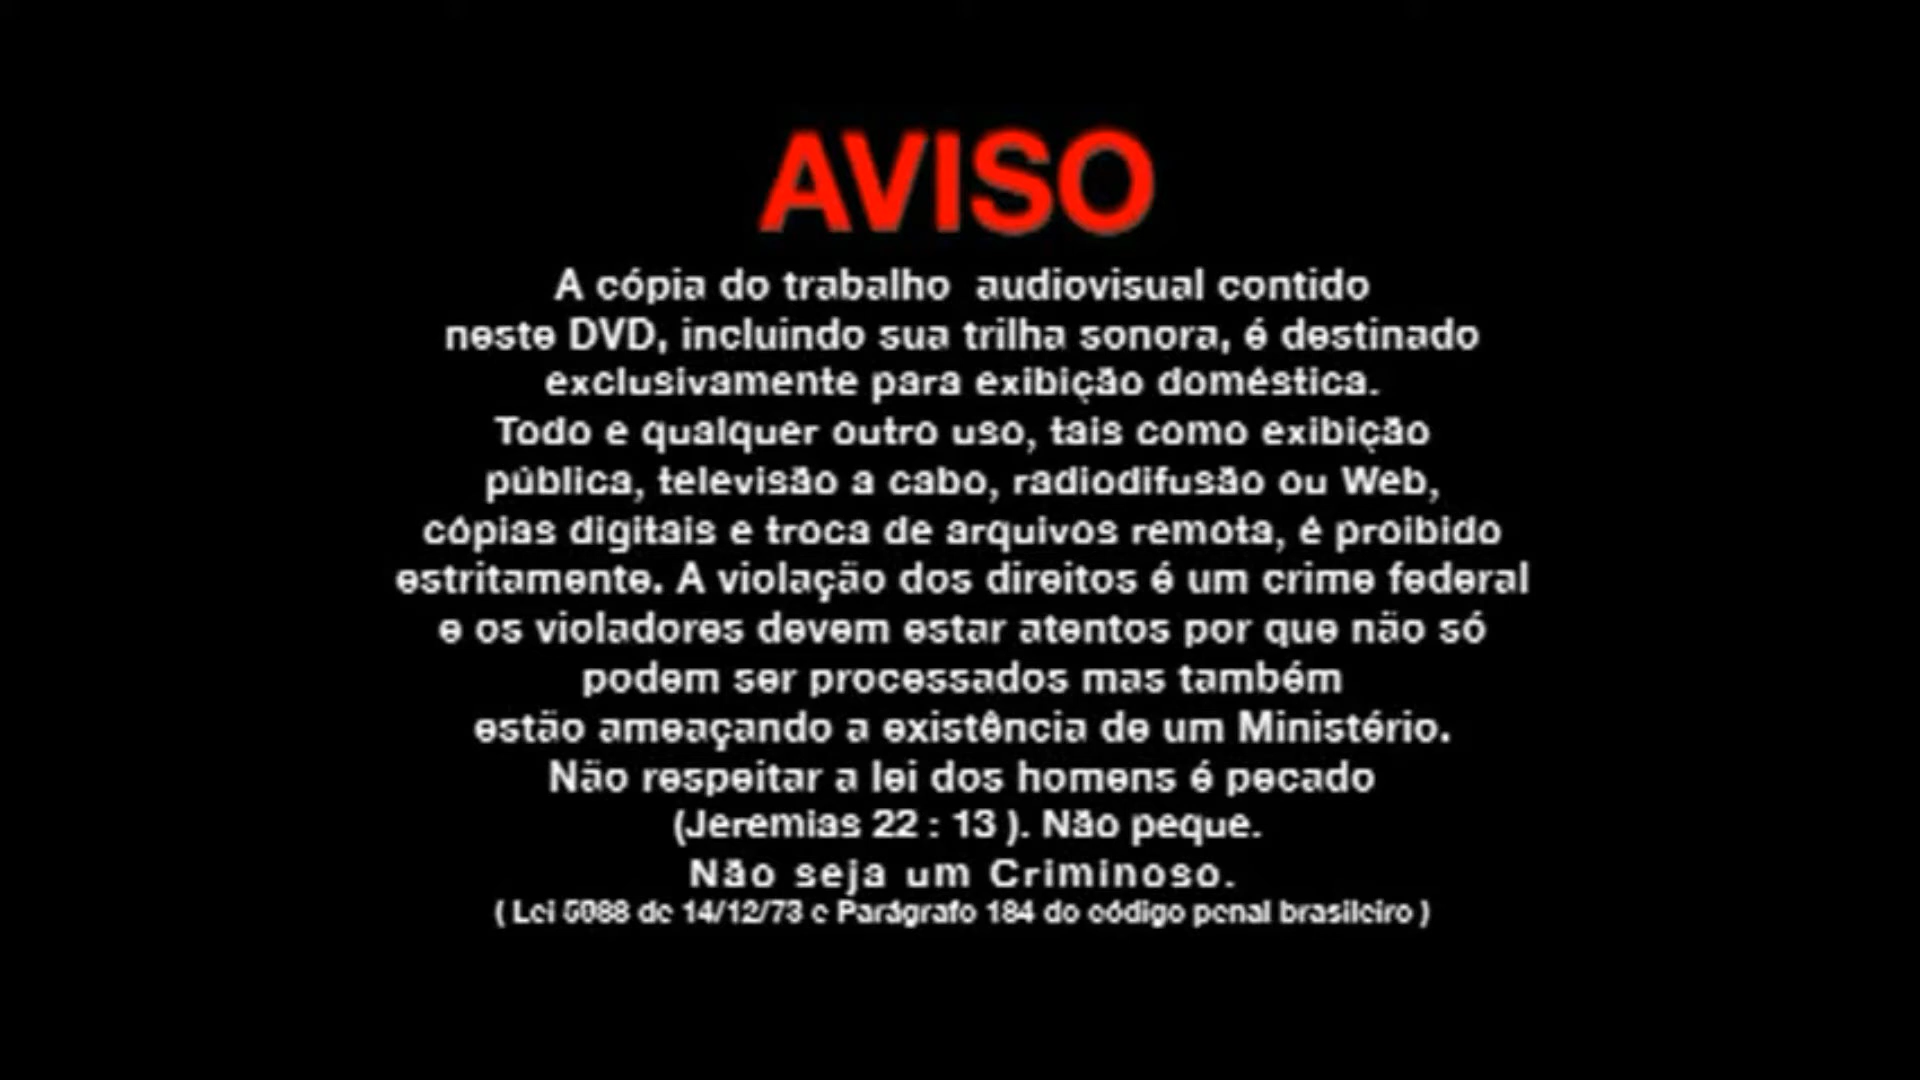 AVISO
A cópia do trabalho audiovisual contido
neste DVD, incluindo sua trilha sonora, é destinado
exclusivamente para exibição doméstica.
Todo e qualquer outro uso, tais como exibição
pública, televisão a cabo, radiodifusão ou Web,
cópias digitais e troca de arquivos remota, é proibido
estritamente. A violação dos direitos é um crime federal
e os violadores devem estar atentos por que não só
podem ser processados mas também
estão ameaçando a existência de um Ministério.
Não respeitar a lei dos homens é pecado
(Jeremias 22 : 13 ). Não peque.
Não seja um Criminoso.
( Lei 5088 de 14/12/73 e Parágrafo 184 do código penal brasileiro )